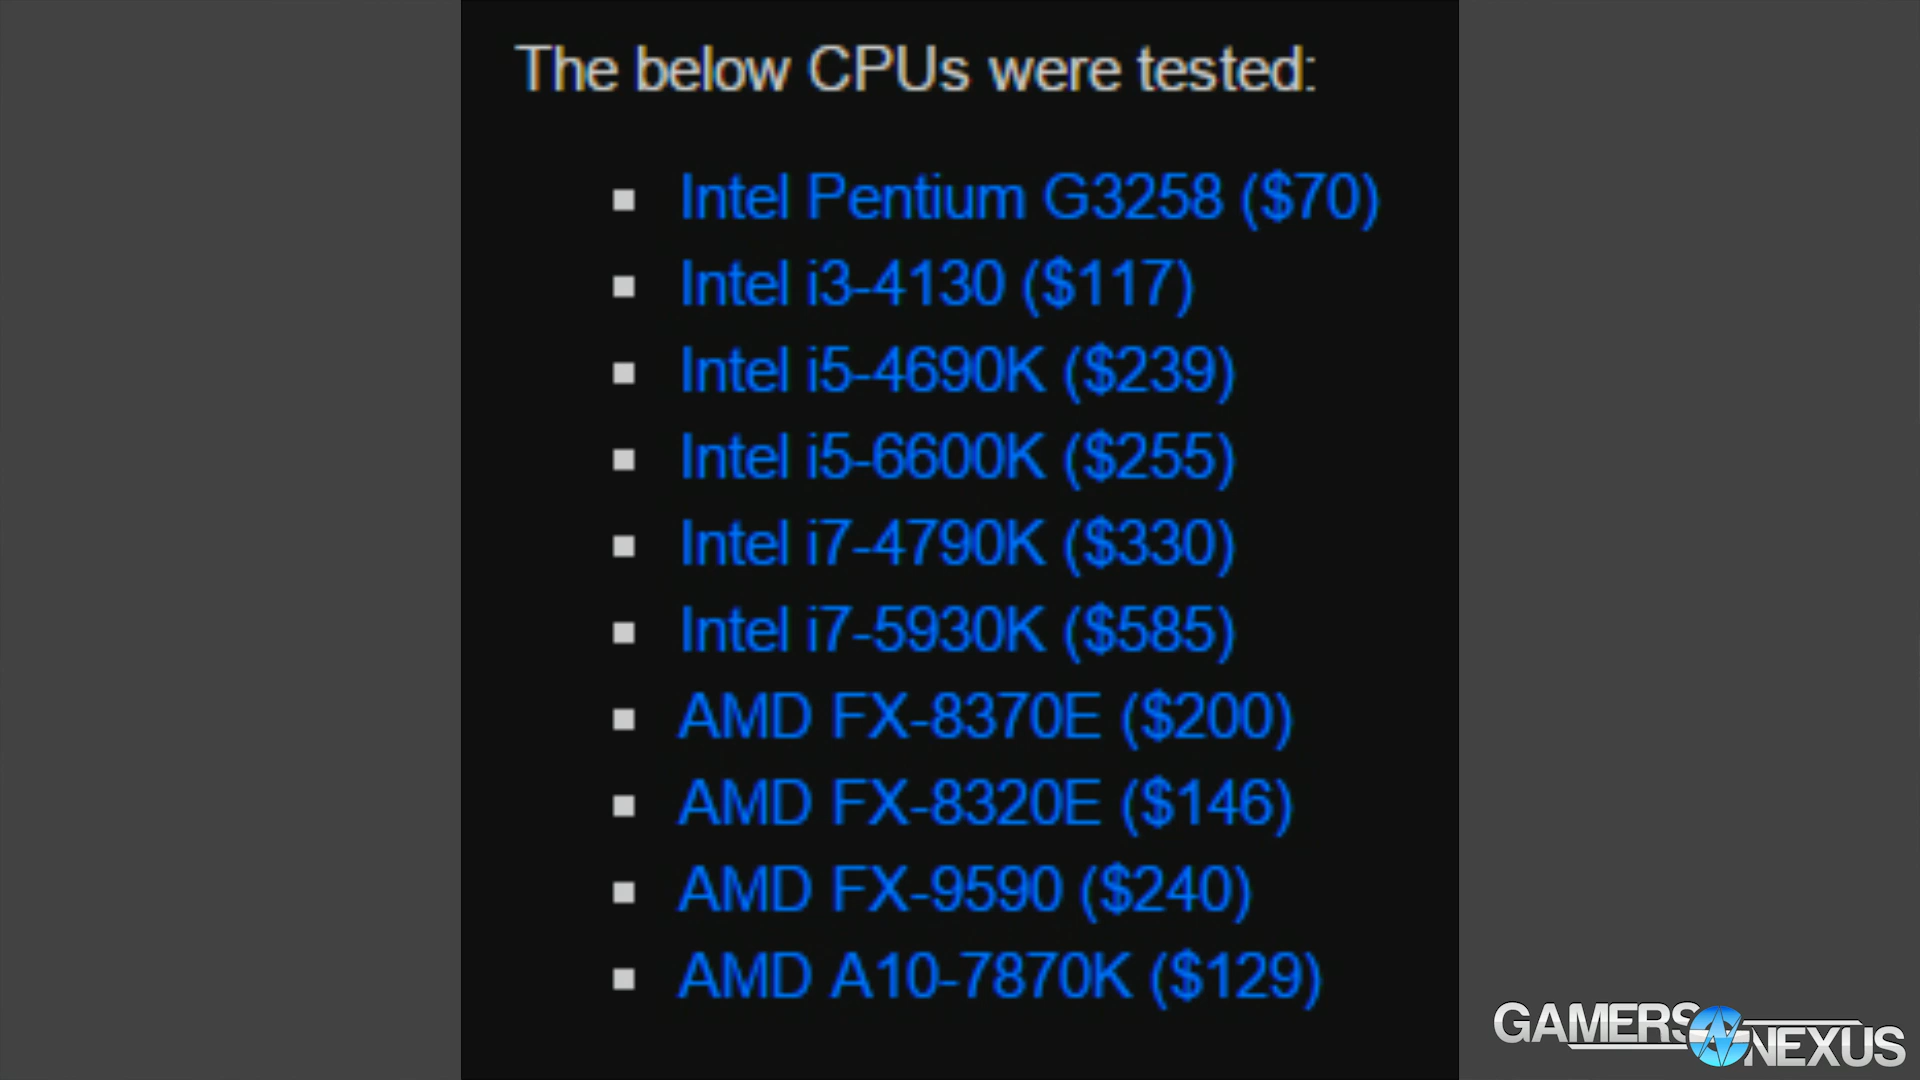 The below CPUs were tested:
Intel Pentium G3258 ($70)
Intel i3-4130 ($117)
Intel i5-4690K ($239)
Intel i5-6600K ($255)
Intel i7-4790K ($330)
Intel i7-5930K ($585)
AMD FX-8370E ($200)
AMD FX-8320E ($146)
AMD FX-9590 ($240)
AMD A10-7870K ($129)
GAMERS NEXUS